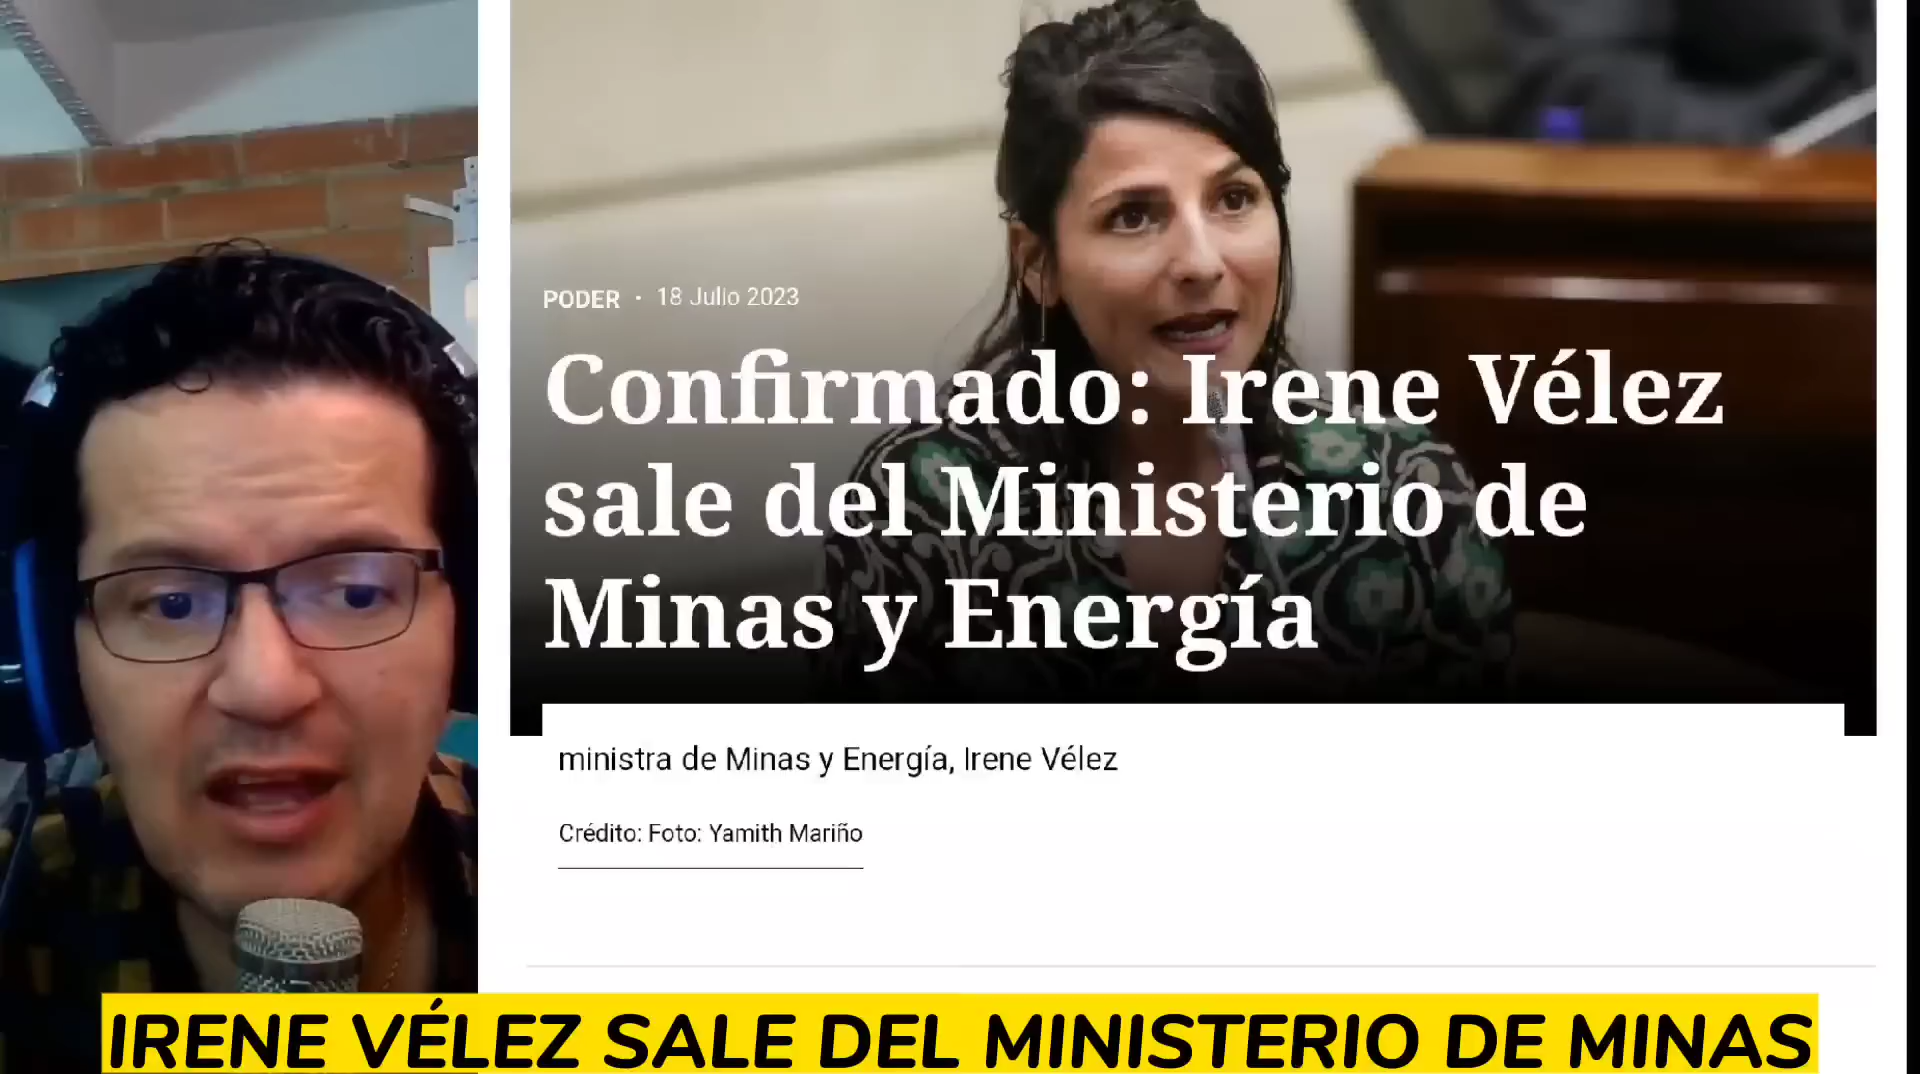 PODER · 18 Julio 2023
Confirmado: Irene Vélez
sale del Ministerio de
Minas y Energía
ministra de Minas y Energía, Irene Vélez
Crédito: Foto: Yamith Mariño
IRENE VÉLEZ SALE DEL MINISTERIO DE MINAS